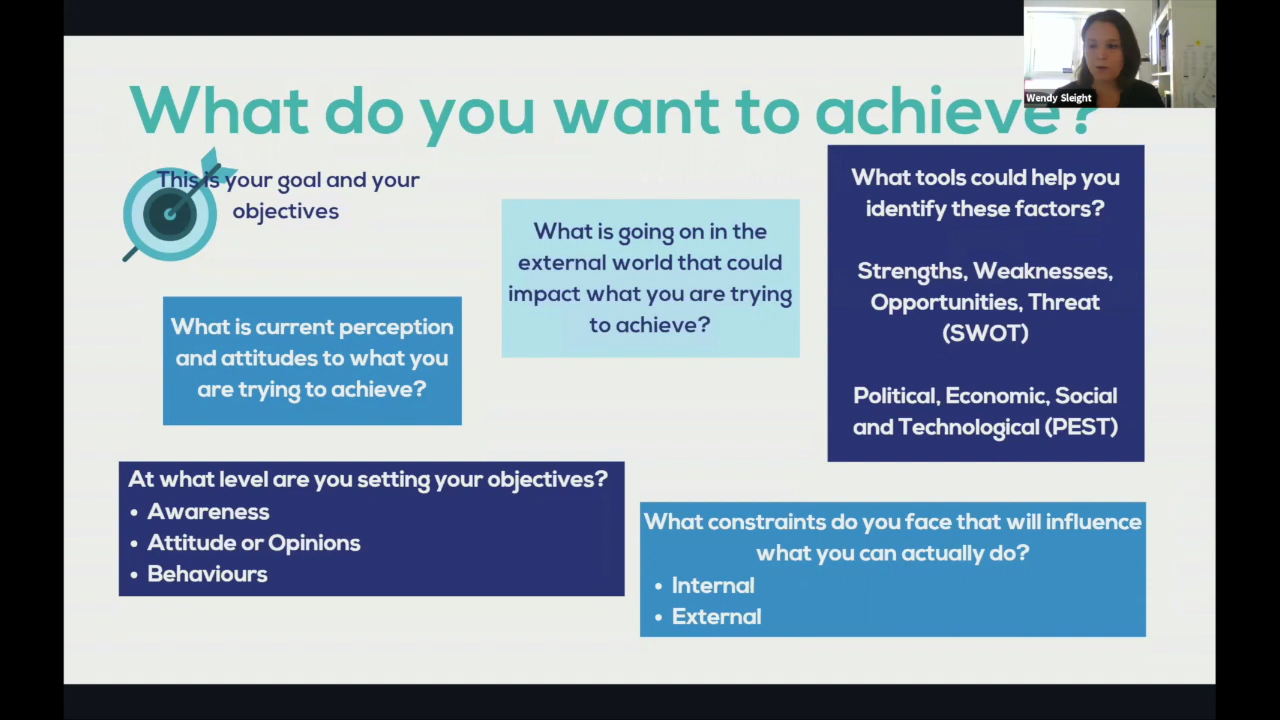 Wendy Sleight
What do you want to achieve?
This is your goal and your
objectives
What is current perception
and attitudes to what you
are trying to achieve?
What is going on in the
external world that could
impact what you are trying
to achieve?
What tools could help you
identify these factors?
Strengths, Weaknesses,
Opportunities, Threat
(SWOT)
Political, Economic, Social
and Technological (PEST)
At what level are you setting your objectives?
• Awareness
• Attitude or Opinions
• Behaviours
What constraints do you face that will influence
what you can actually do?
• Internal
• External